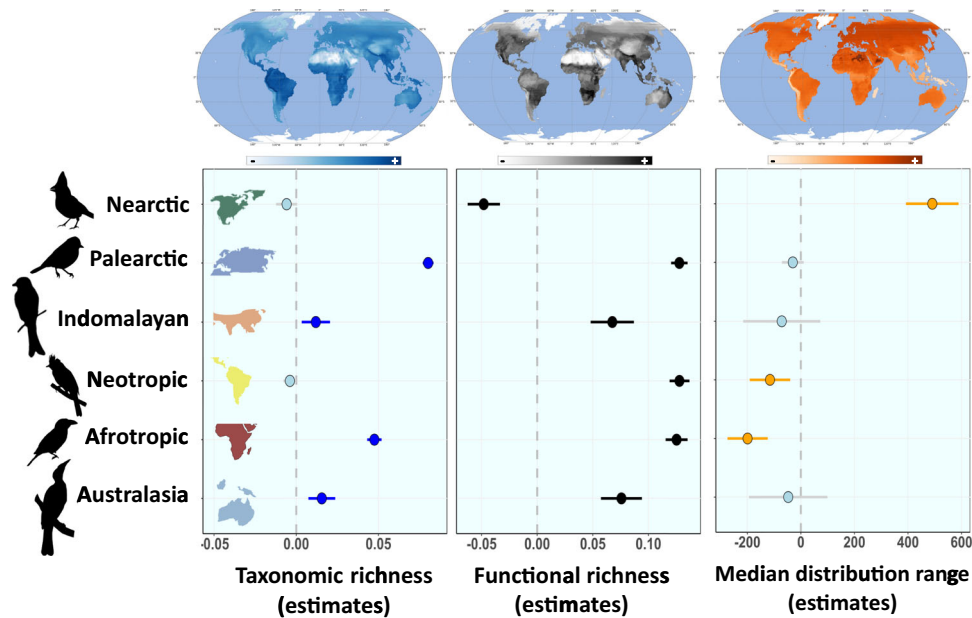 - +
- +
- +
Nearctic
Palearctic
Indomalayan
Neotropic
Afrotropic
Australasia
-0.05 0.00 0.05
-0.05 0.00 0.05 0.10
-200 0 200 400 600
Taxonomic richness
(estimates)
Functional richness
(estimates)
Median distribution range
(estimates)